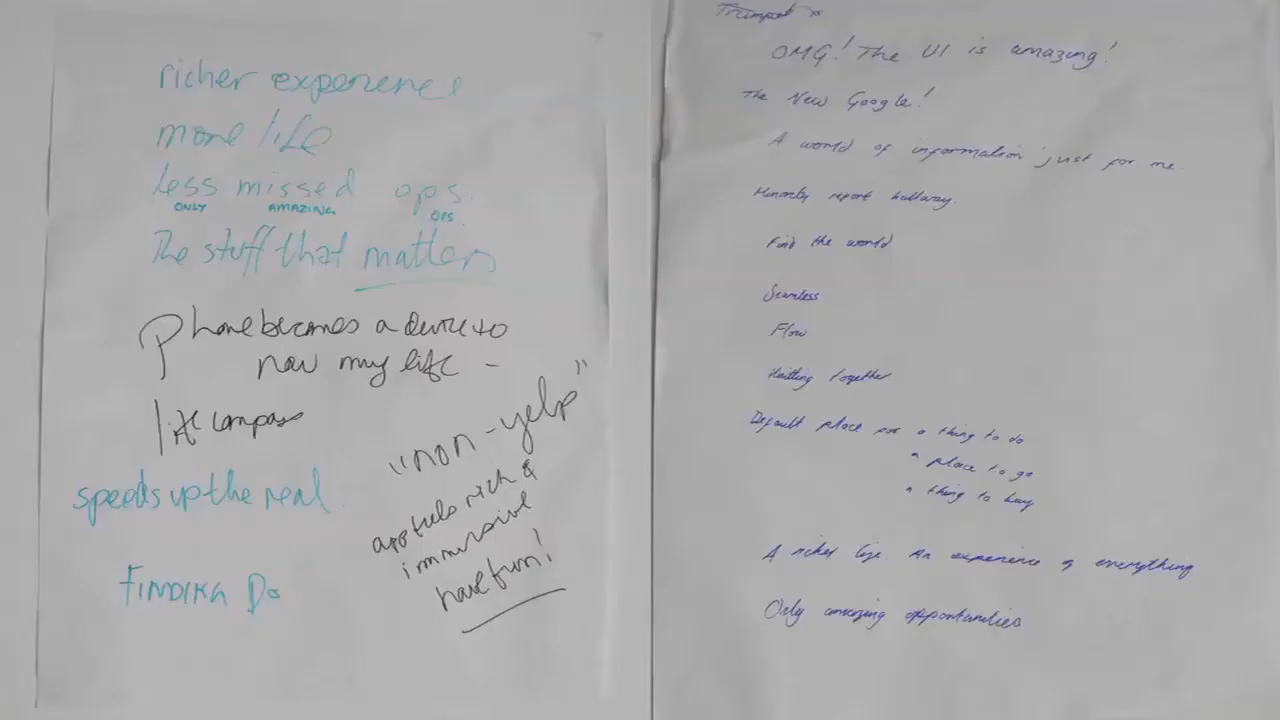 richer experience
more life
less missed ops.
ONLY AMAZING OPS
The stuff that matters
Phone becomes a device to
nav my life -
life compass
"non-yelp"
speeds up the real
app feels rich &
immersive
have fun!
FINDING Do
Trumpet x
OMG! The UI is amazing!
The New Google!
A world of information just for me
Minority report hallway.
Find the world
Seamless
Flow
Knitting together
Default place for a thing to do
a place to go
a thing to buy
A richer life. An experience of everything
Only amazing opportunities